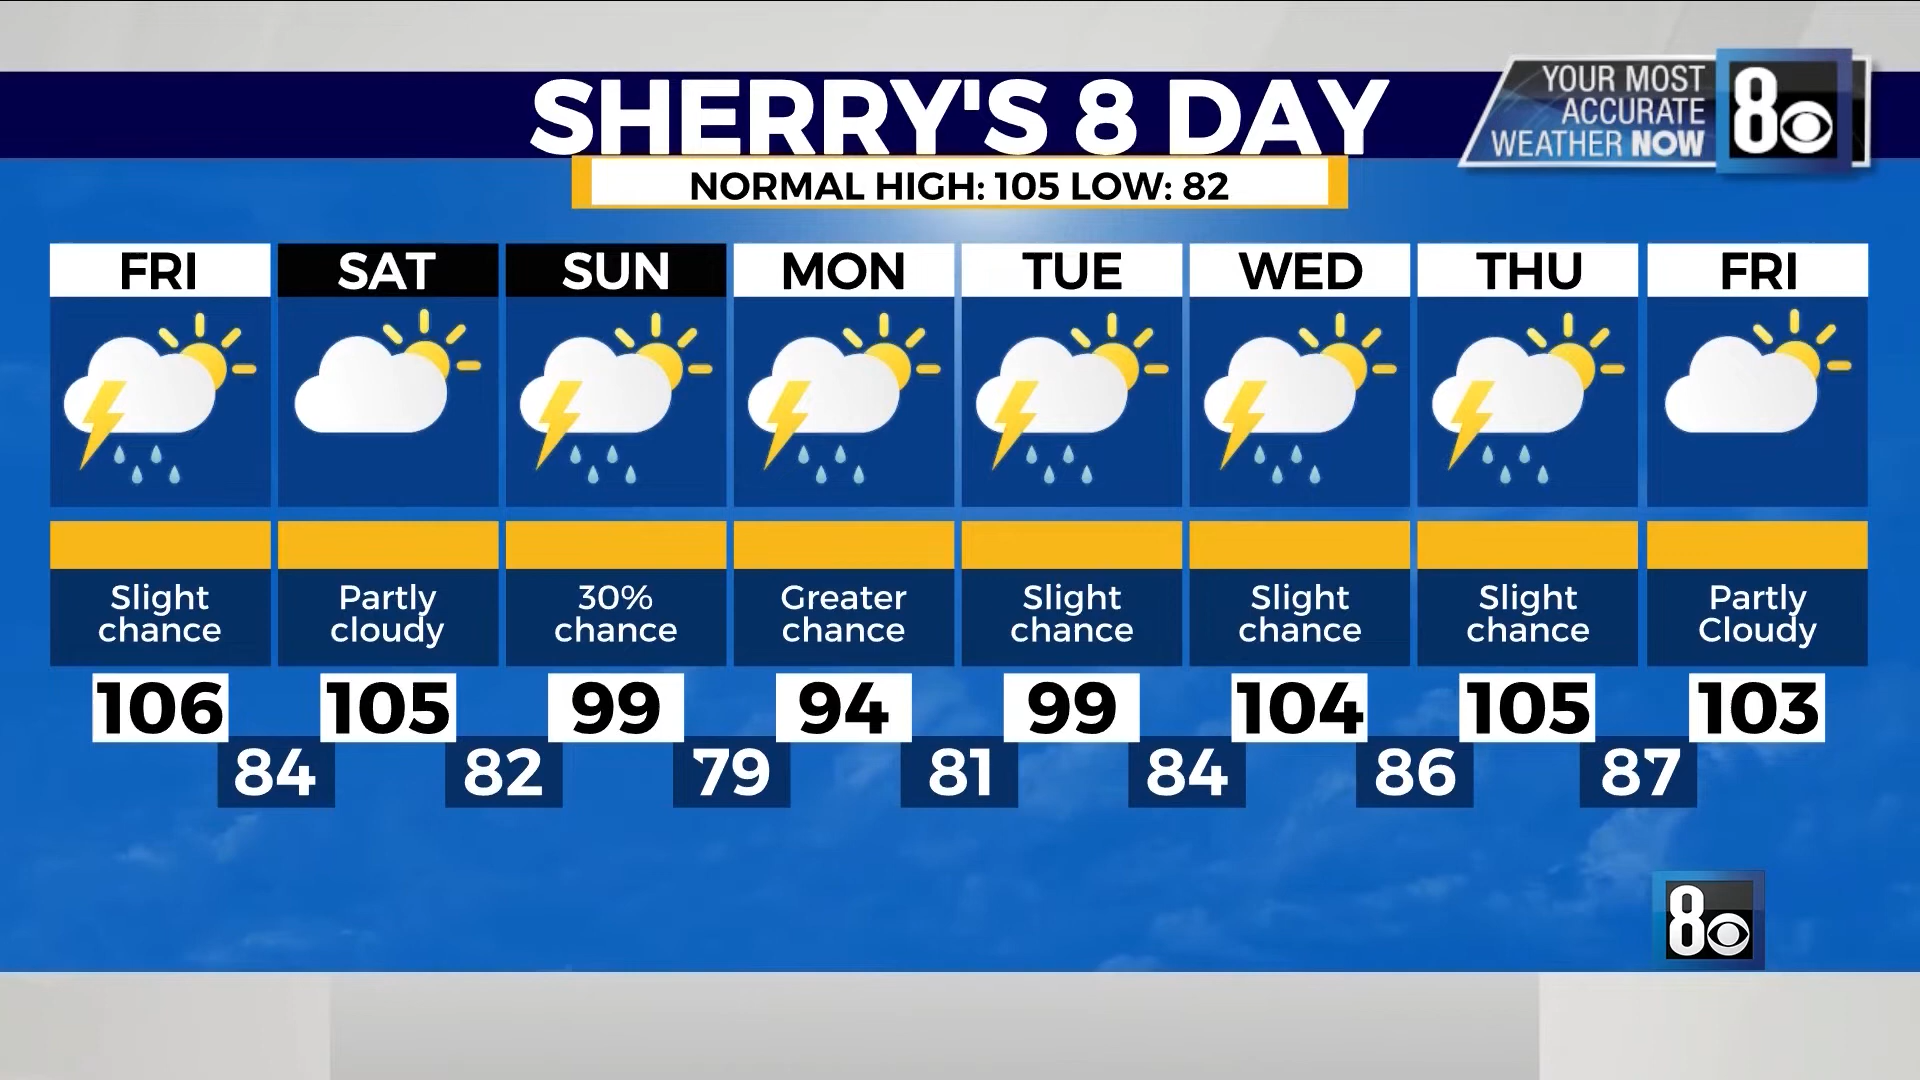 SHERRY'S 8 DAY
YOUR MOST
ACCURATE
WEATHER NOW
8
NORMAL HIGH: 105 LOW: 82
FRI
SAT
SUN
MON
TUE
WED
THU
FRI
Slight
chance
Partly
cloudy
30%
chance
Greater
chance
Slight
chance
Slight
chance
Slight
chance
Partly
Cloudy
106
105
99
94
99
104
105
103
84
82
79
81
84
86
87
8